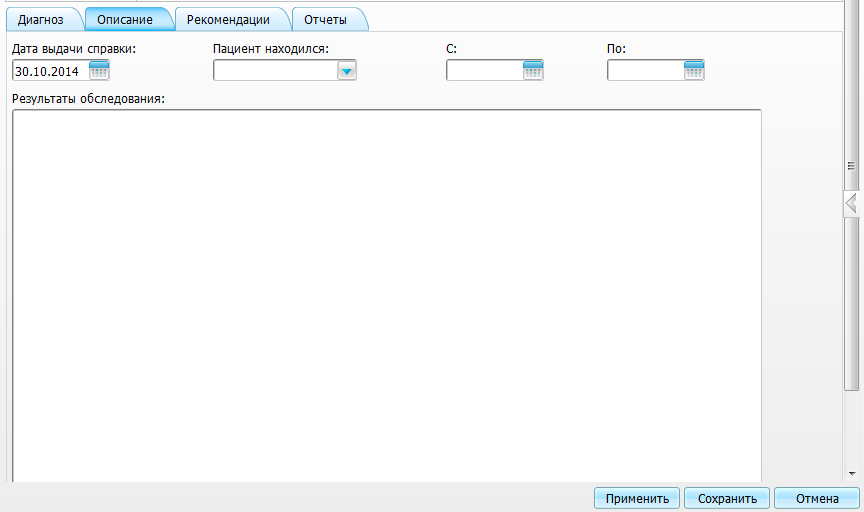 Диагноз Описание Рекомендации Отчеты
Дата выдачи справки: Пациент находился: С: По:
30.10.2014
Результаты обследования:
Применить Сохранить Отмена